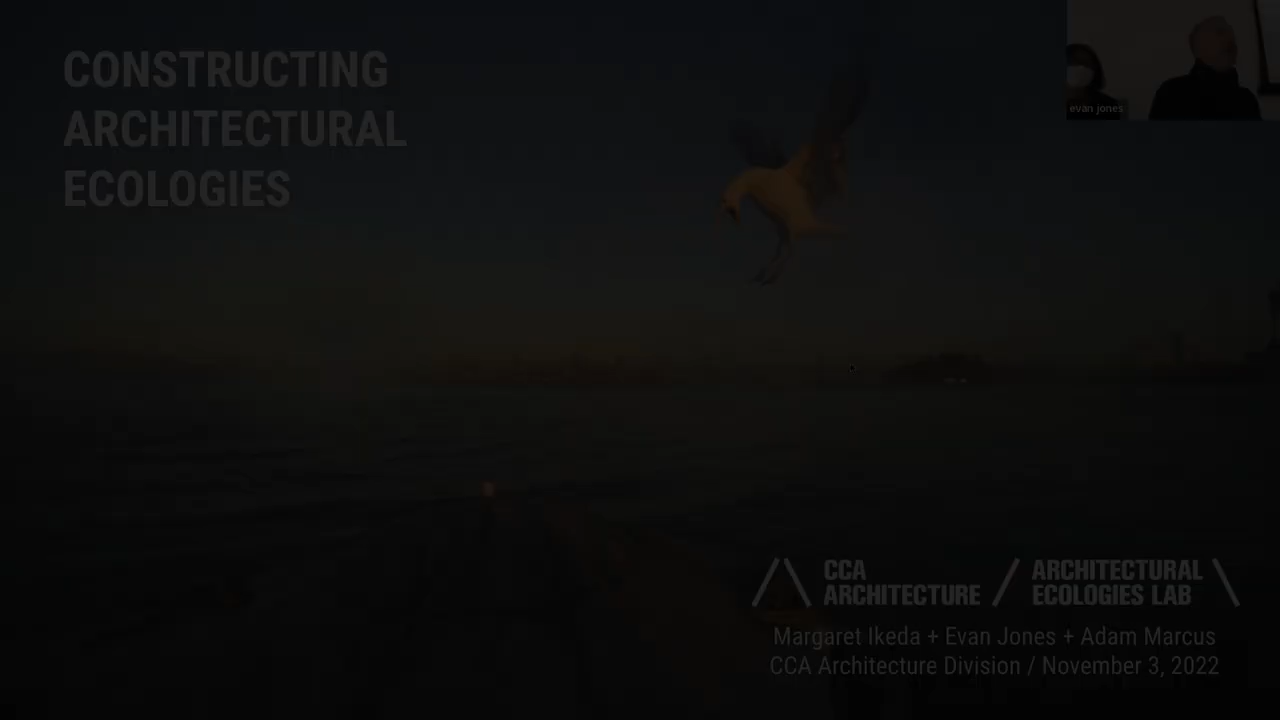 CONSTRUCTING
ARCHITECTURAL
ECOLOGIES
evan jones
CCA
ARCHITECTURE
ARCHITECTURAL
ECOLOGIES LAB
Margaret Ikeda + Evan Jones + Adam Marcus
CCA Architecture Division / November 3, 2022